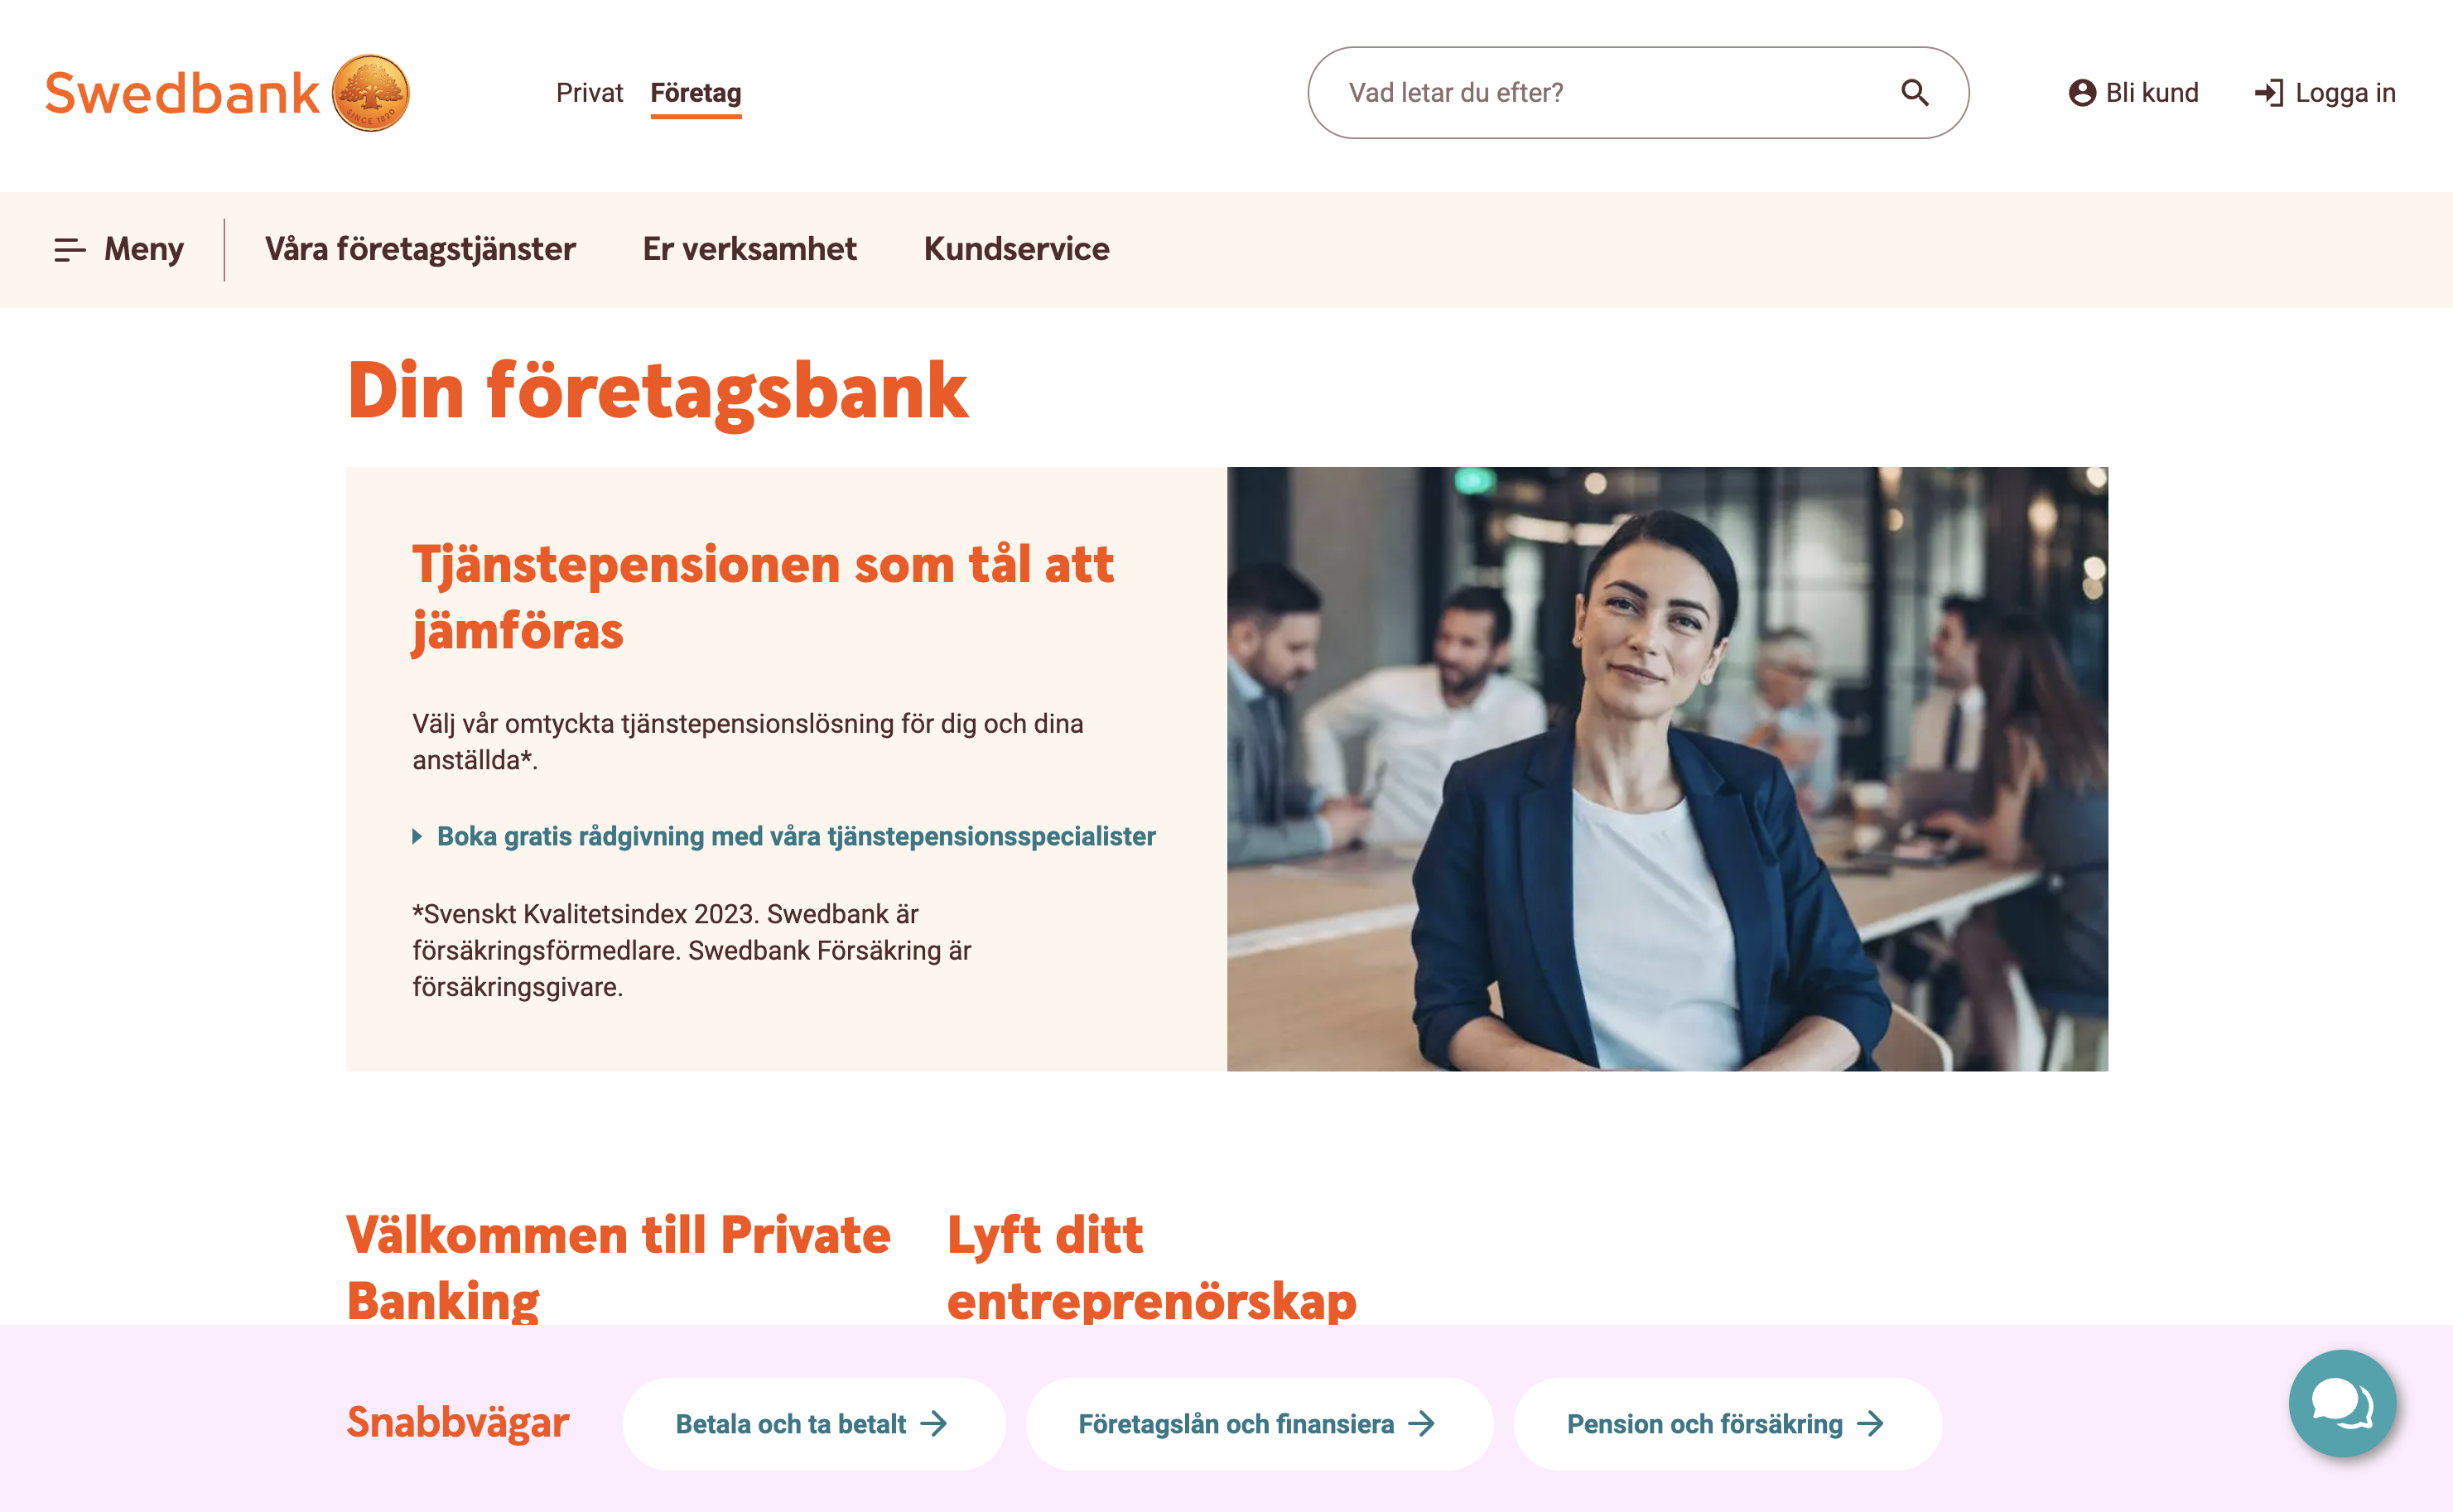 Swedbank
SINCE 1820
Privat
Företag
Vad letar du efter?
Bli kund
Logga in
Meny
Våra företagstjänster
Er verksamhet
Kundservice
Din företagsbank
Tjänstepensionen som tål att
jämföras
Välj vår omtyckta tjänstepensionslösning för dig och dina
anställda*.
Boka gratis rådgivning med våra tjänstepensionsspecialister
*Svenskt Kvalitetsindex 2023. Swedbank är
försäkringsförmedlare. Swedbank Försäkring är
försäkringsgivare.
Välkommen till Private
Banking
Lyft ditt
entreprenörskap
Snabbvägar
Betala och ta betalt
Företagslån och finansiera
Pension och försäkring